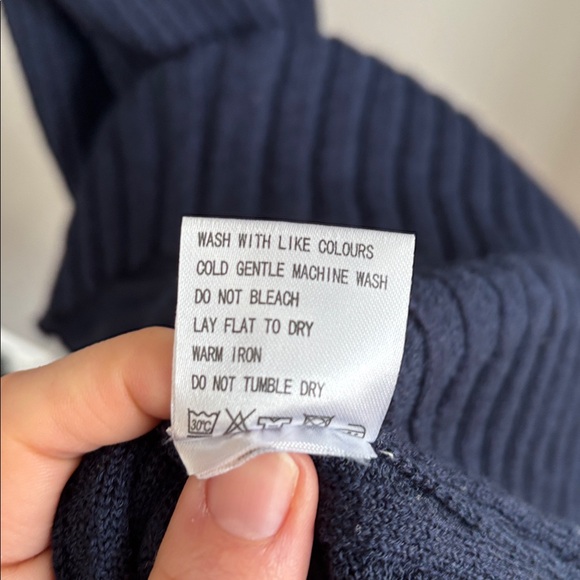 WASH WITH LIKE COLOURS
COLD GENTLE MACHINE WASH
DO NOT BLEACH
LAY FLAT TO DRY
WARM IRON
DO NOT TUMBLE DRY
30°C